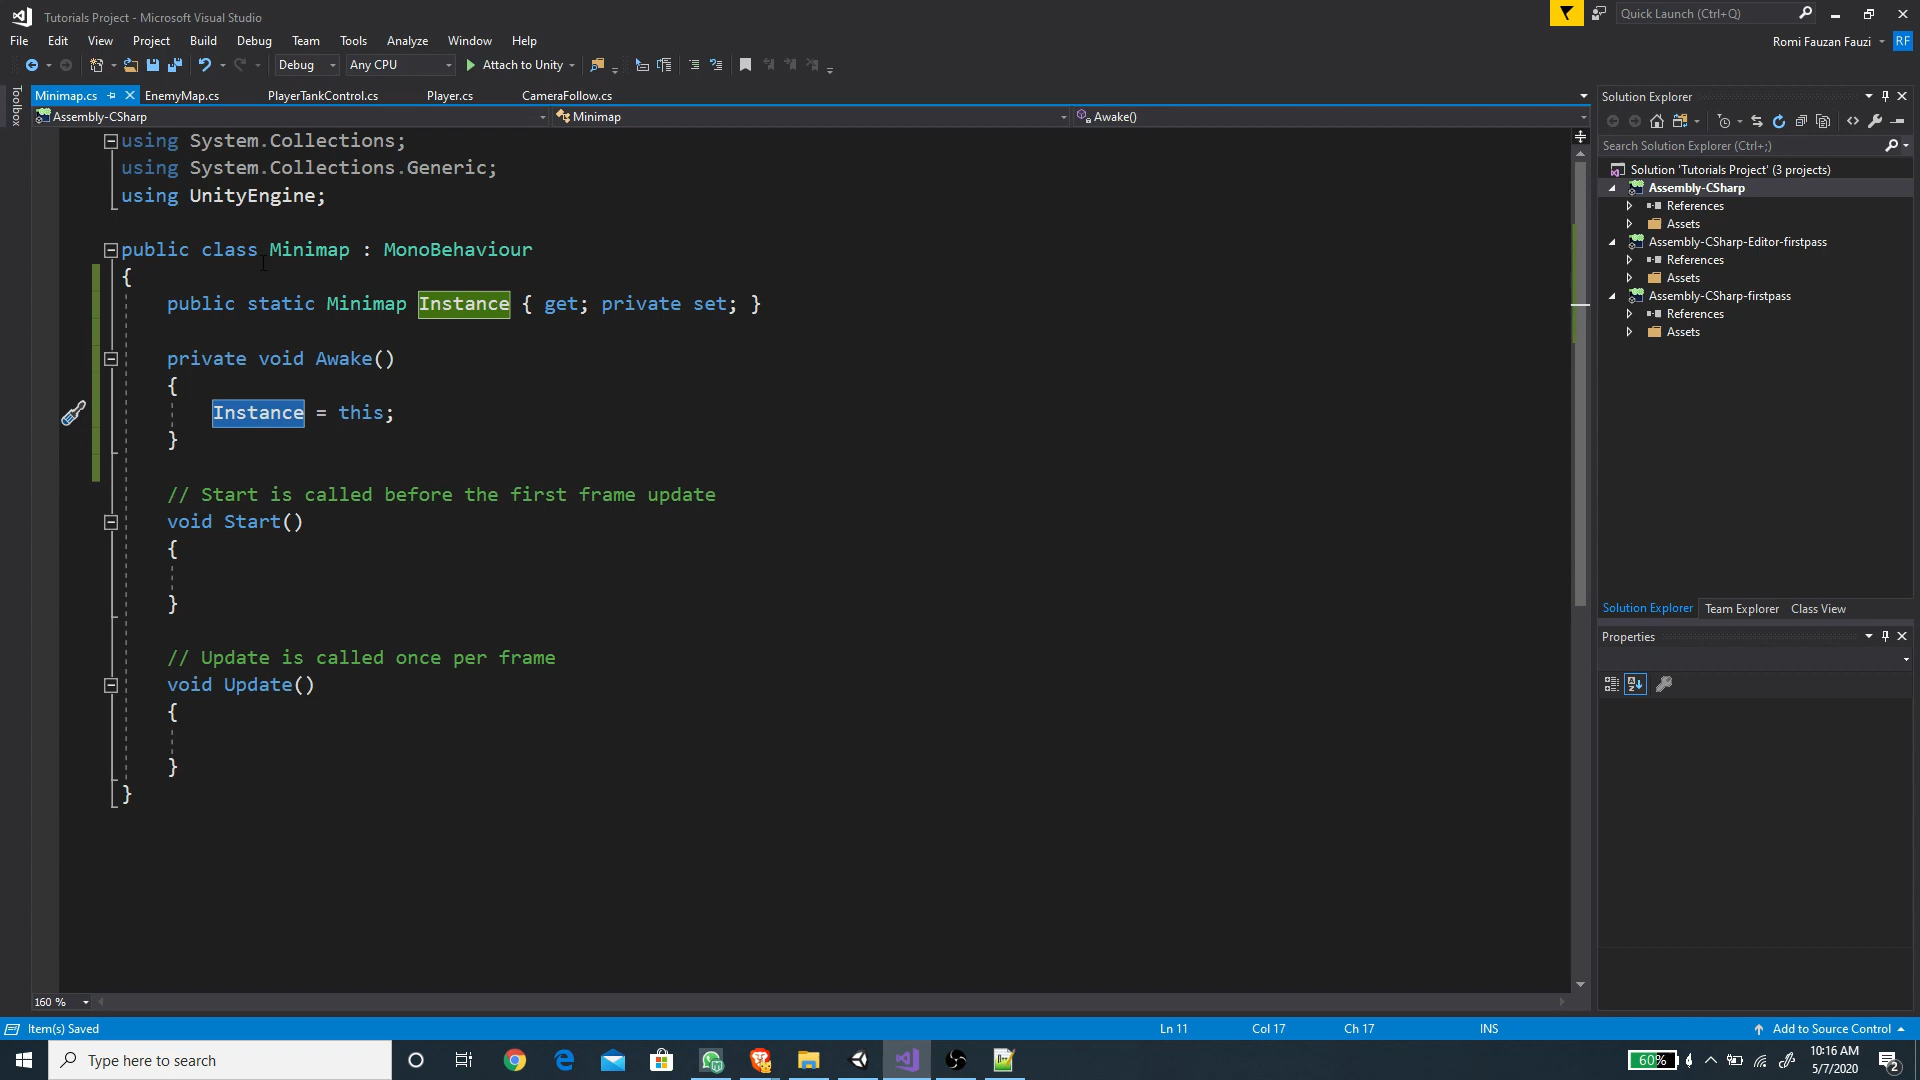 Tutorials Project - Microsoft Visual Studio
Quick Launch (Ctrl+Q)
File Edit View Project Build Debug Team Tools Analyze Window Help
Romi Fauzan Fauzi RF
Debug Any CPU Attach to Unity
Toolbox
Minimap.cs EnemyMap.cs PlayerTankControl.cs Player.cs CameraFollow.cs
Assembly-CSharp Minimap Awake()
using System.Collections;
using System.Collections.Generic;
using UnityEngine;
public class Minimap : MonoBehaviour
{
public static Minimap Instance { get; private set; }
private void Awake()
{
Instance = this;
}
// Start is called before the first frame update
void Start()
{
}
// Update is called once per frame
void Update()
{
}
}
160 %
Solution Explorer
Search Solution Explorer (Ctrl+;)
Solution 'Tutorials Project' (3 projects)
Assembly-CSharp
References
Assets
Assembly-CSharp-Editor-firstpass
References
Assets
Assembly-CSharp-firstpass
References
Assets
Solution Explorer Team Explorer Class View
Properties
Item(s) Saved Ln 11 Col 17 Ch 17 INS Add to Source Control
Type here to search
60%
10:16 AM
5/7/2020
2